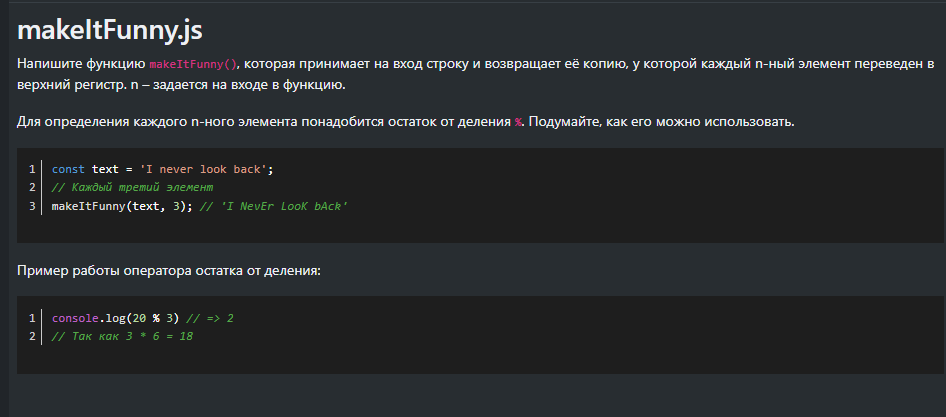 makeItFunny.js
Напишите функцию makeItFunny(), которая принимает на вход строку и возвращает её копию, у которой каждый n-ный элемент переведен в
верхний регистр. n – задается на входе в функцию.
Для определения каждого n-ного элемента понадобится остаток от деления %. Подумайте, как его можно использовать.
1 const text = 'I never look back';
2 // Каждый третий элемент
3 makeItFunny(text, 3); // 'I NevEr LooK bAck'
Пример работы оператора остатка от деления:
1 console.log(20 % 3) // => 2
2 // Так как 3 * 6 = 18